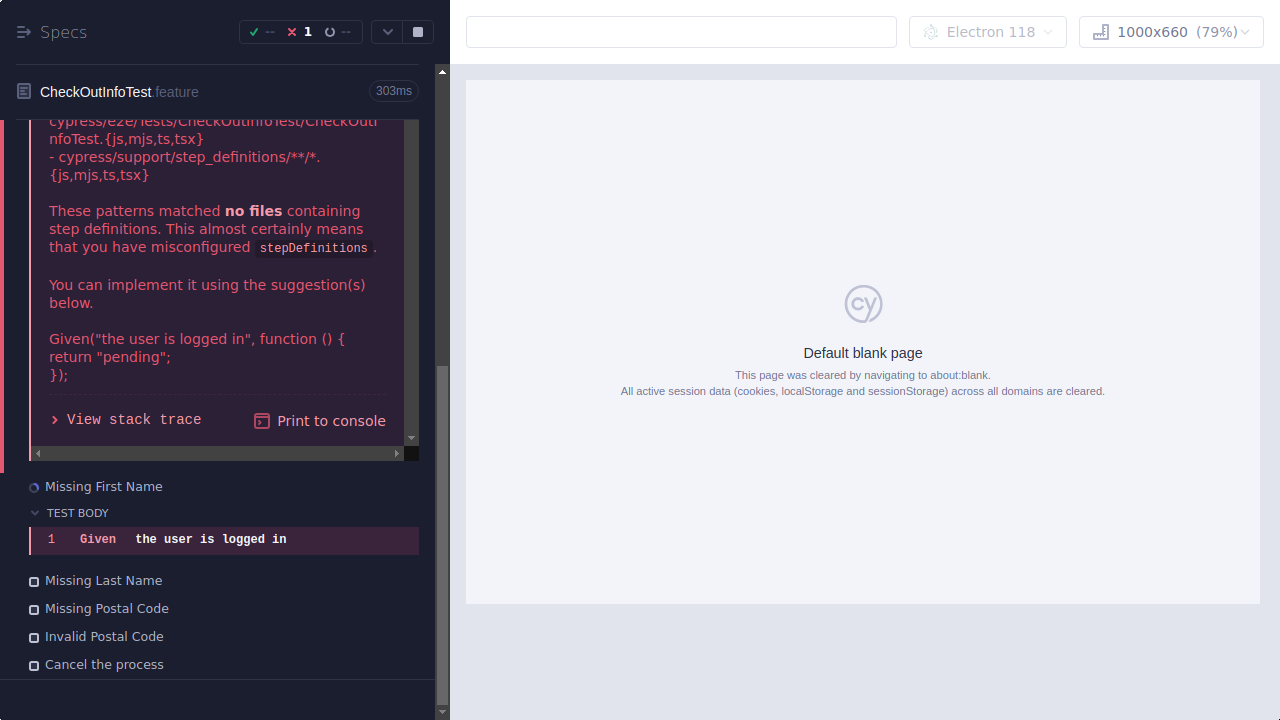 Specs
--
1
--
Electron 118
1000x660 (79%)
CheckOutInfoTest.feature
303ms
cypress/e2e/Tests/CheckOutInfoTest/CheckOutI
nfoTest.{js,mjs,ts,tsx}
- cypress/support/step_definitions/**/*.
{js,mjs,ts,tsx}
These patterns matched no files containing
step definitions. This almost certainly means
that you have misconfigured stepDefinitions.
You can implement it using the suggestion(s)
below.
Given("the user is logged in", function () {
return "pending";
});
View stack trace
Print to console
Missing First Name
TEST BODY
1 Given the user is logged in
Missing Last Name
Missing Postal Code
Invalid Postal Code
Cancel the process
cy
Default blank page
This page was cleared by navigating to about:blank.
All active session data (cookies, localStorage and sessionStorage) across all domains are cleared.